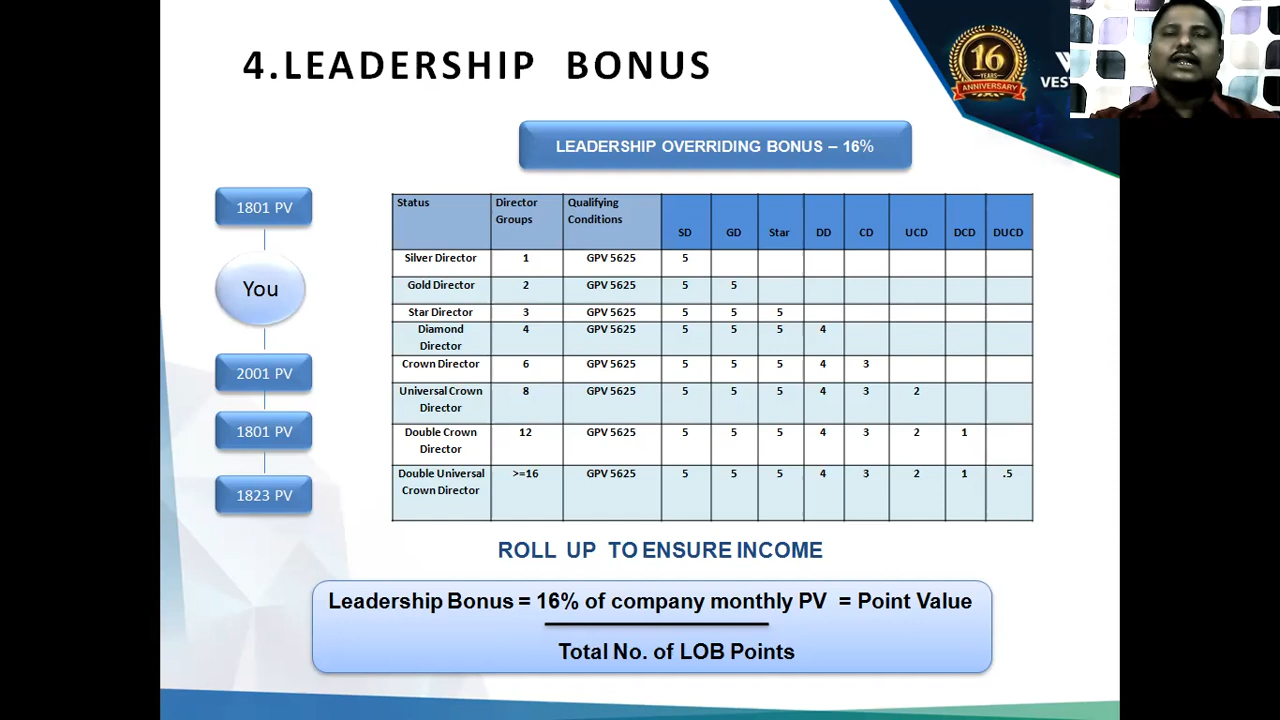 4.LEADERSHIP BONUS
16
YEARS
ANNIVERSARY
LEADERSHIP OVERRIDING BONUS – 16%
1801 PV
You
2001 PV
1801 PV
1823 PV
Status Director Groups Qualifying Conditions SD GD Star DD CD UCD DCD DUCD
Silver Director 1 GPV 5625 5
Gold Director 2 GPV 5625 5 5
Star Director 3 GPV 5625 5 5 5
Diamond Director 4 GPV 5625 5 5 5 4
Crown Director 6 GPV 5625 5 5 5 4 3
Universal Crown Director 8 GPV 5625 5 5 5 4 3 2
Double Crown Director 12 GPV 5625 5 5 5 4 3 2 1
Double Universal Crown Director >=16 GPV 5625 5 5 5 4 3 2 1 .5
ROLL UP TO ENSURE INCOME
Leadership Bonus = 16% of company monthly PV = Point Value
Total No. of LOB Points